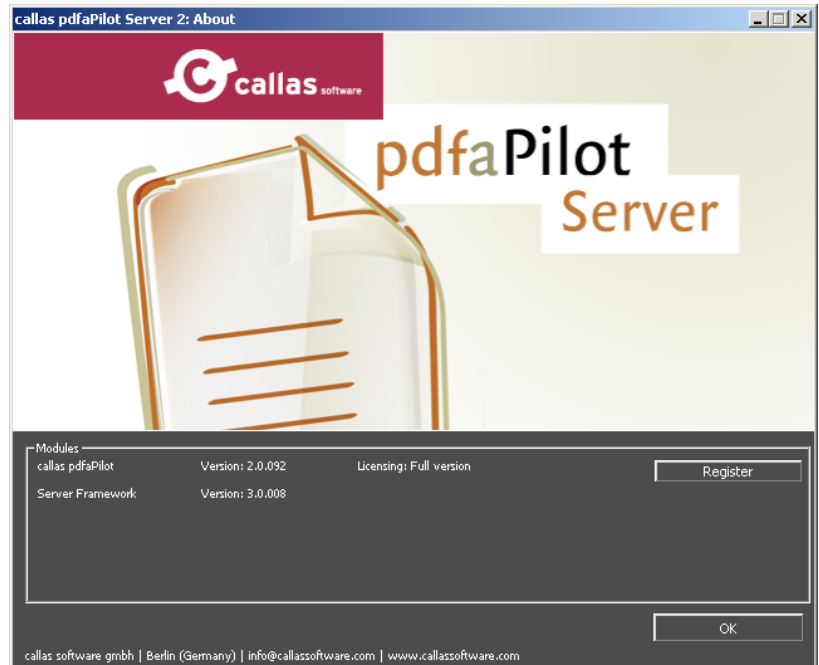 callas pdfaPilot Server 2: About
callas software
pdfaPilot
Server
Modules
callas pdfaPilot Version: 2.0.092 Licensing: Full version Register
Server Framework Version: 3.0.008
OK
callas software gmbh | Berlin (Germany) | info@callassoftware.com | www.callassoftware.com